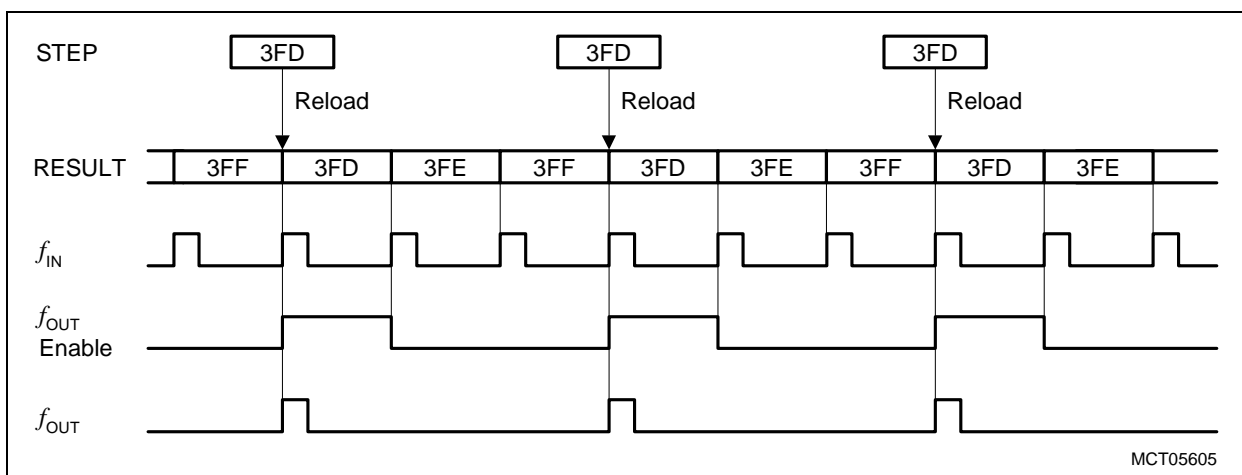 STEP 3FD 3FD 3FD
Reload Reload Reload
RESULT 3FF 3FD 3FE 3FF 3FD 3FE 3FF 3FD 3FE
fIN
fOUT
Enable
fOUT
MCT05605